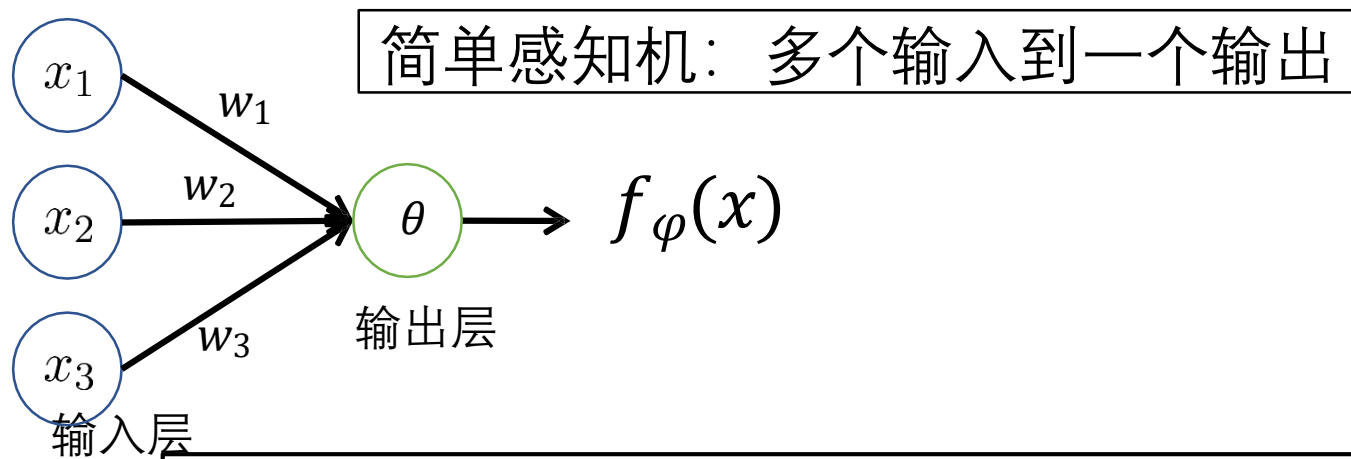 简单感知机：多个输入到一个输出
x₁
w₁
x₂
w₂
θ
f_φ(x)
x₃
w₃
输出层
输入层